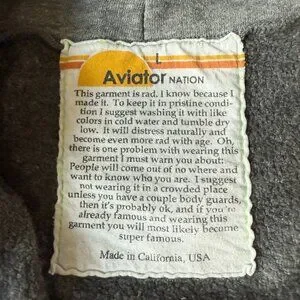 L
Aviator NATION
This garment is rad, I know because I
made it. To keep it in pristine condi-
tion I suggest washing it with like
colors in cold water and tumble dry
low. It will distress naturally and
become even more rad with age. Oh,
there is one problem with wearing this
garment I must warn you about:
People will come out of no where and
want to know who you are. I suggest
not wearing it in a crowded place
unless you have a couple body guards,
then it's probably ok, and if you're
already famous and wearing this
garment you will most likely become
super famous.
Made in California, USA